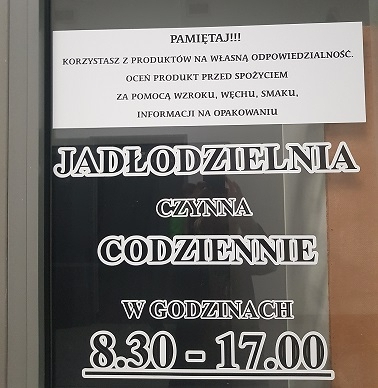 PAMIĘTAJ!!!
KORZYSTASZ Z PRODUKTÓW NA WŁASNĄ ODPOWIEDZIALNOŚĆ.
OCEŃ PRODUKT PRZED SPOŻYCIEM
ZA POMOCĄ WZROKU, WĘCHU, SMAKU,
INFORMACJI NA OPAKOWANIU
JADŁODZIELNIA
CZYNNA
CODZIENNIE
W GODZINACH
8.30 - 17.00